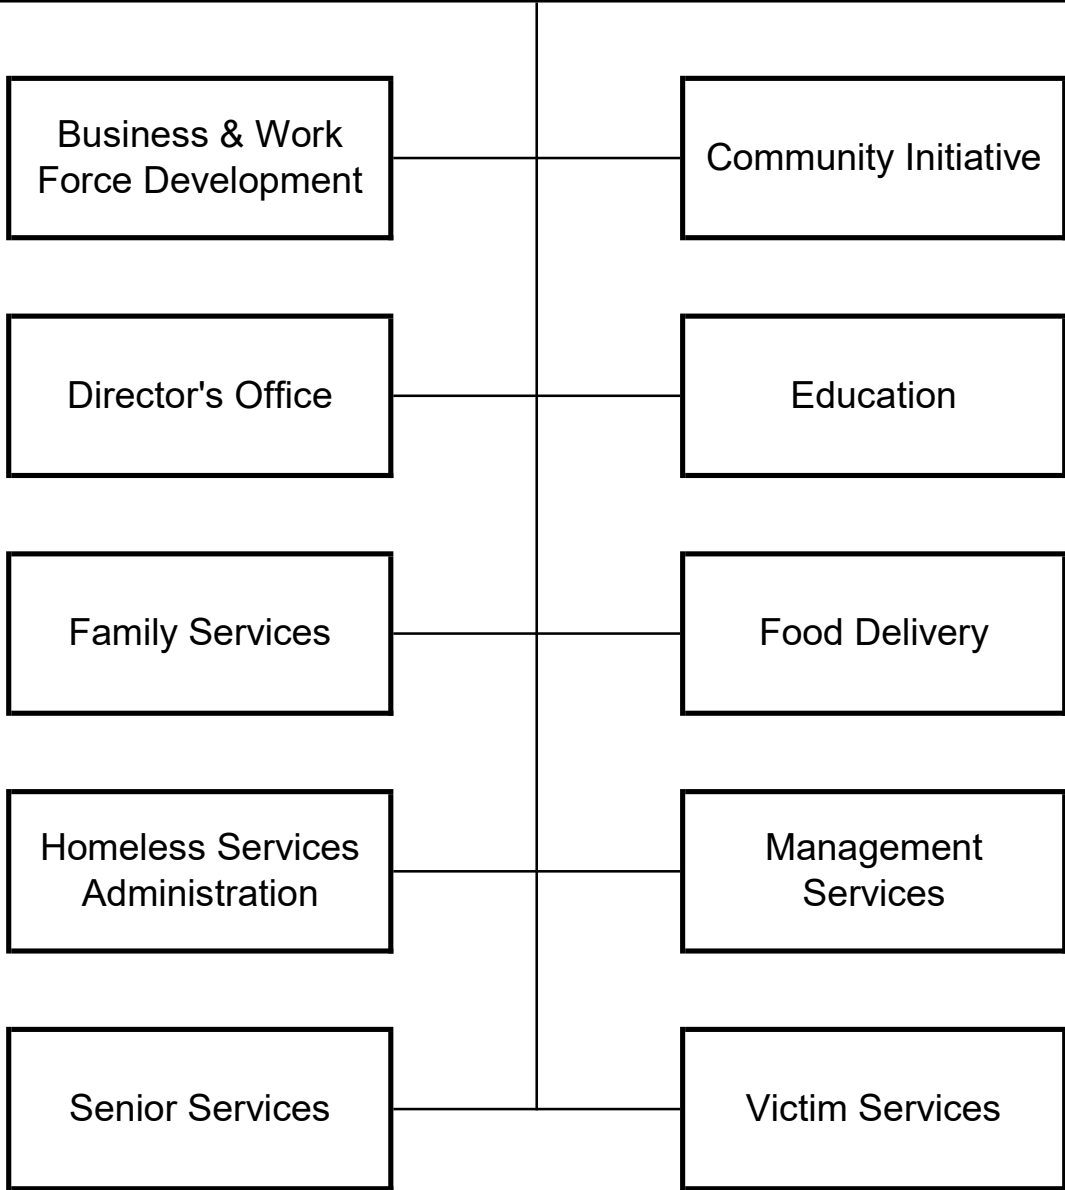 Business & Work
Force Development
Community Initiative
Director's Office
Education
Family Services
Food Delivery
Homeless Services
Administration
Management
Services
Senior Services
Victim Services